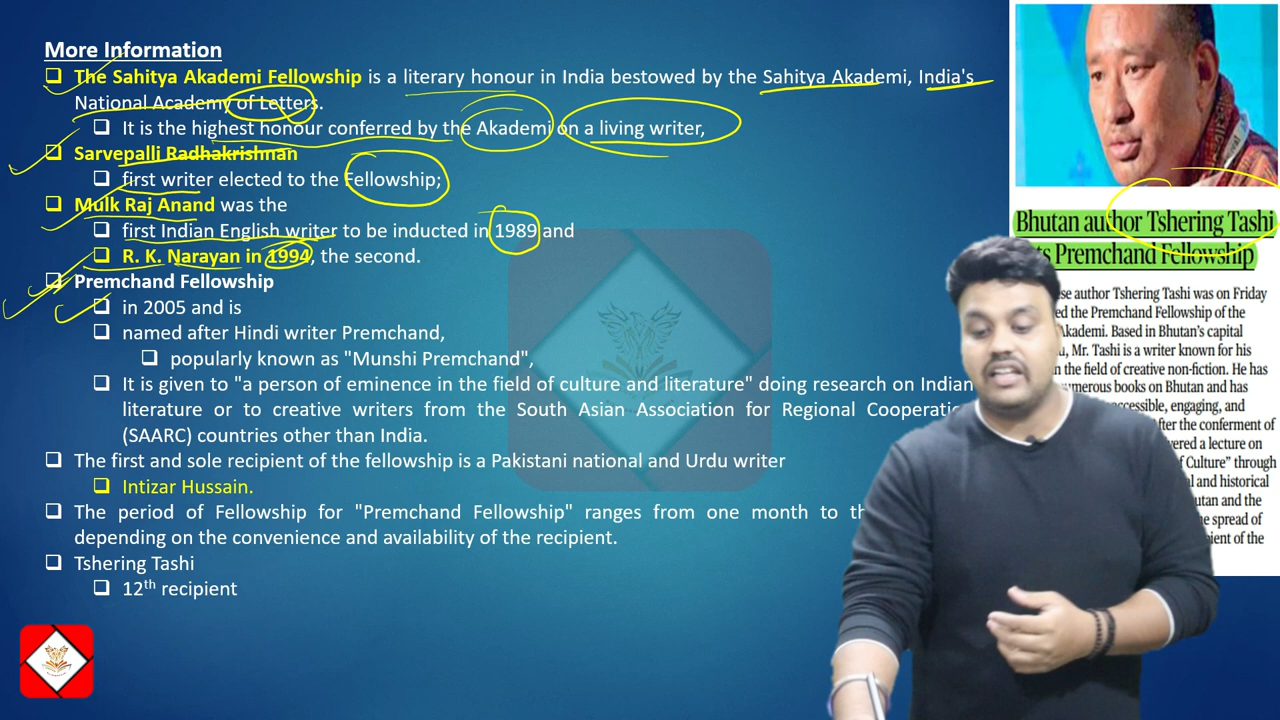 More Information
The Sahitya Akademi Fellowship is a literary honour in India bestowed by the Sahitya Akademi, India's
National Academy of Letters.
It is the highest honour conferred by the Akademi on a living writer,
Sarvepalli Radhakrishnan
first writer elected to the Fellowship;
Mulk Raj Anand was the
first Indian English writer to be inducted in 1989 and
R. K. Narayan in 1994, the second.
Premchand Fellowship
in 2005 and is
named after Hindi writer Premchand,
popularly known as "Munshi Premchand",
It is given to "a person of eminence in the field of culture and literature" doing research on Indian
literature or to creative writers from the South Asian Association for Regional
(SAARC) countries other than India.
The first and sole recipient of the fellowship is a Pakistani national and Urdu writer
Intizar Hussain.
The period of Fellowship for "Premchand Fellowship" ranges from one month to
depending on the convenience and availability of the recipient.
Tshering Tashi
12th recipient
Bhutan author Tshering Tashi
Premchand Fellowship
author Tshering Tashi was on Friday
the Premchand Fellowship of the
Akademi. Based in Bhutan's capital
Mr. Tashi is a writer known for his
the field of creative non-fiction. He has
books on Bhutan and has
engaging, and
the conferment of
a lecture on
Culture" through
and historical
and the
spread of
of the